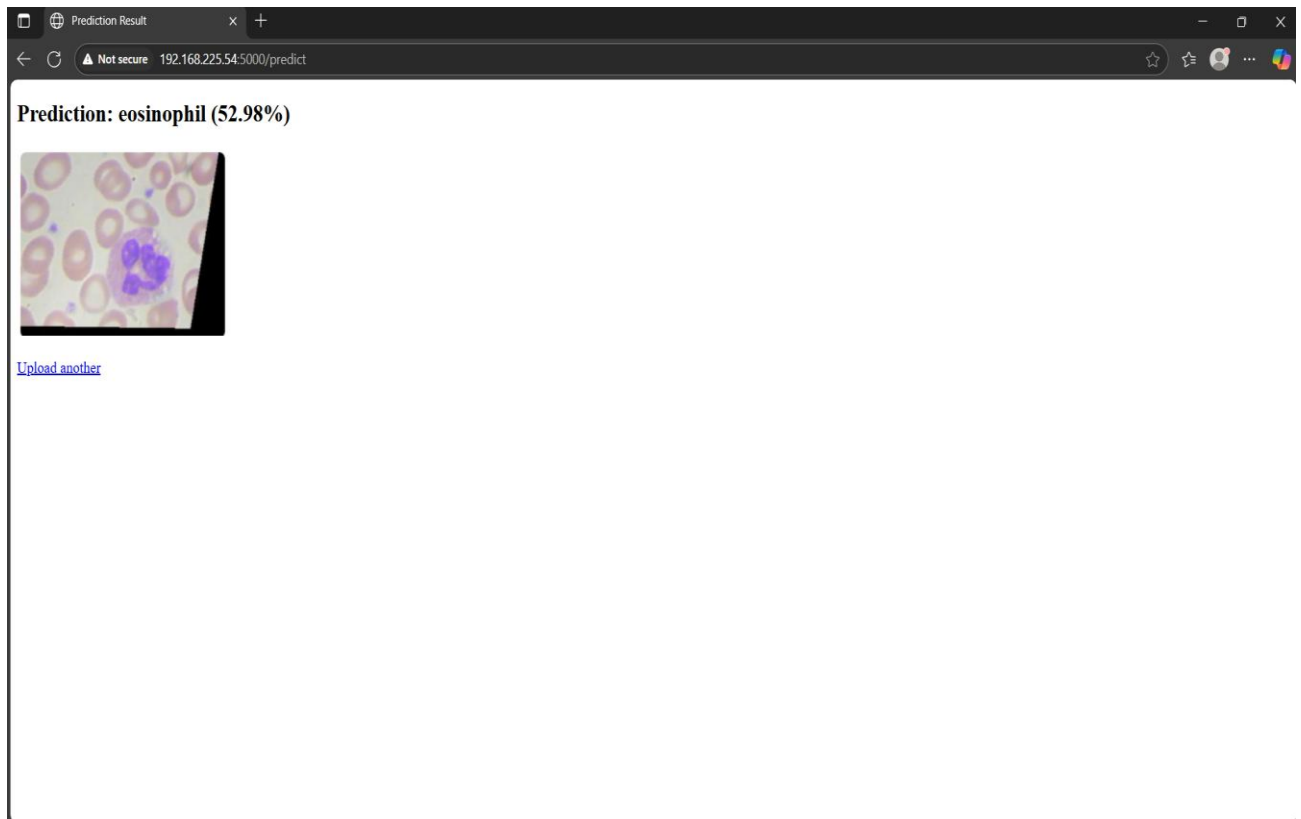 Prediction Result
Not secure 192.168.225.54:5000/predict
Prediction: eosinophil (52.98%)
Upload another